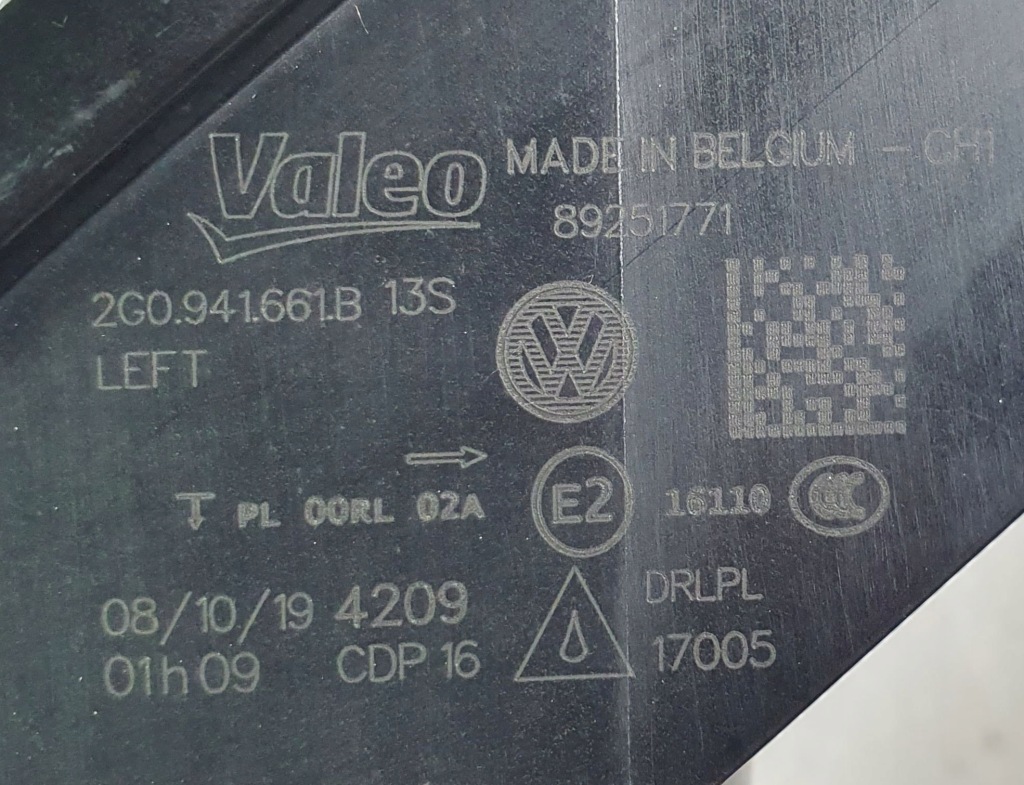 Valeo MADE IN BELGIUM - CH1
89251771
2G0.941.661.B 13S
LEFT
T PL 00RL 02A E2 16110 CCC
08/10/19 4209 DRLPL
01h09 CDP 16 17005